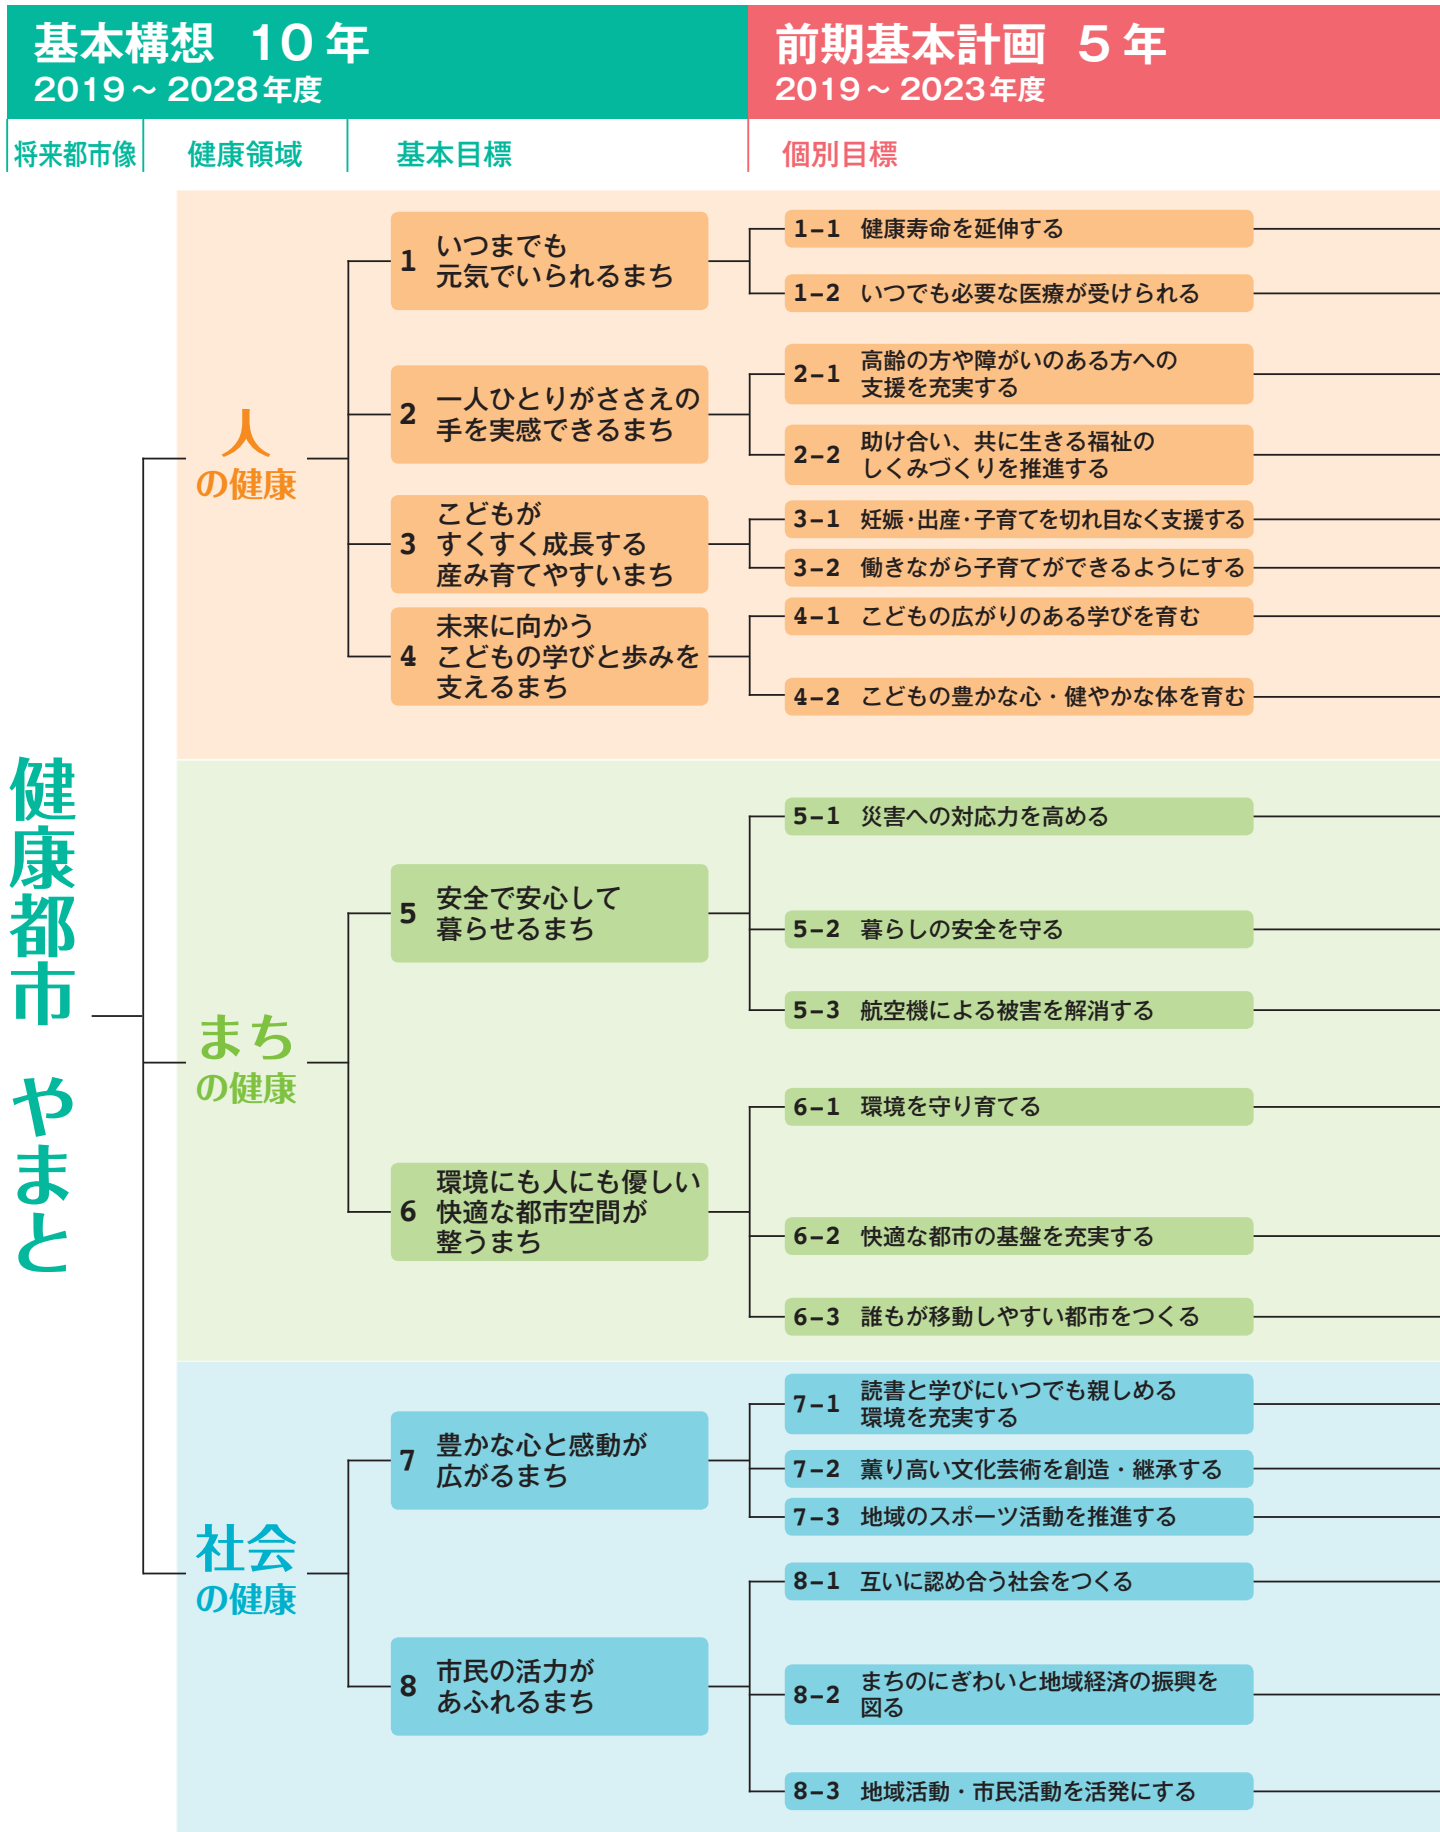 基本構想 10年
2019～2028年度
前期基本計画 5年
2019～2023年度
将来都市像
健康領域
基本目標
個別目標
健康都市 やまと
人
の健康
1 いつまでも
元気でいられるまち
1-1 健康寿命を延伸する
1-2 いつでも必要な医療が受けられる
2 一人ひとりがささえの
手を実感できるまち
2-1 高齢の方や障がいのある方への
支援を充実する
2-2 助け合い、共に生きる福祉の
しくみづくりを推進する
3 こどもが
すくすく成長する
産み育てやすいまち
3-1 妊娠・出産・子育てを切れ目なく支援する
3-2 働きながら子育てができるようにする
4 未来に向かう
こどもの学びと歩みを
支えるまち
4-1 こどもの広がりのある学びを育む
4-2 こどもの豊かな心・健やかな体を育む
まち
の健康
5 安全で安心して
暮らせるまち
5-1 災害への対応力を高める
5-2 暮らしの安全を守る
5-3 航空機による被害を解消する
6 環境にも人にも優しい
快適な都市空間が
整うまち
6-1 環境を守り育てる
6-2 快適な都市の基盤を充実する
6-3 誰もが移動しやすい都市をつくる
社会
の健康
7 豊かな心と感動が
広がるまち
7-1 読書と学びにいつでも親しめる
環境を充実する
7-2 薫り高い文化芸術を創造・継承する
7-3 地域のスポーツ活動を推進する
8 市民の活力が
あふれるまち
8-1 互いに認め合う社会をつくる
8-2 まちのにぎわいと地域経済の振興を
図る
8-3 地域活動・市民活動を活発にする